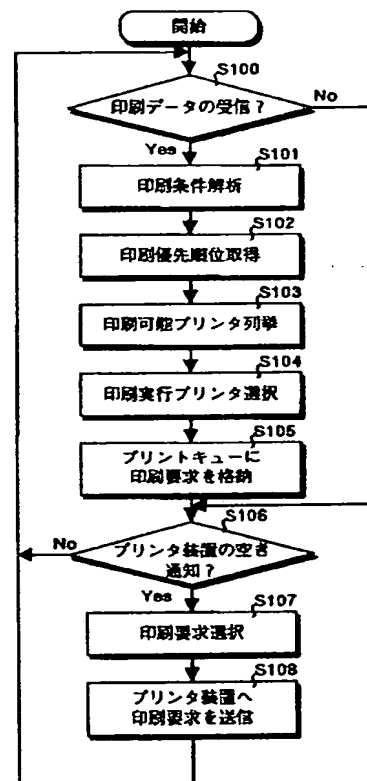 開始
S100
印刷データの受信?
No
Yes
S101
印刷条件解析
S102
印刷優先順位取得
S103
印刷可能プリンタ列挙
S104
印刷実行プリンタ選択
S105
プリントキューに
印刷要求を格納
S106
No
プリンタ装置の空き
通知?
Yes
S107
印刷要求選択
S108
プリンタ装置へ
印刷要求を送信